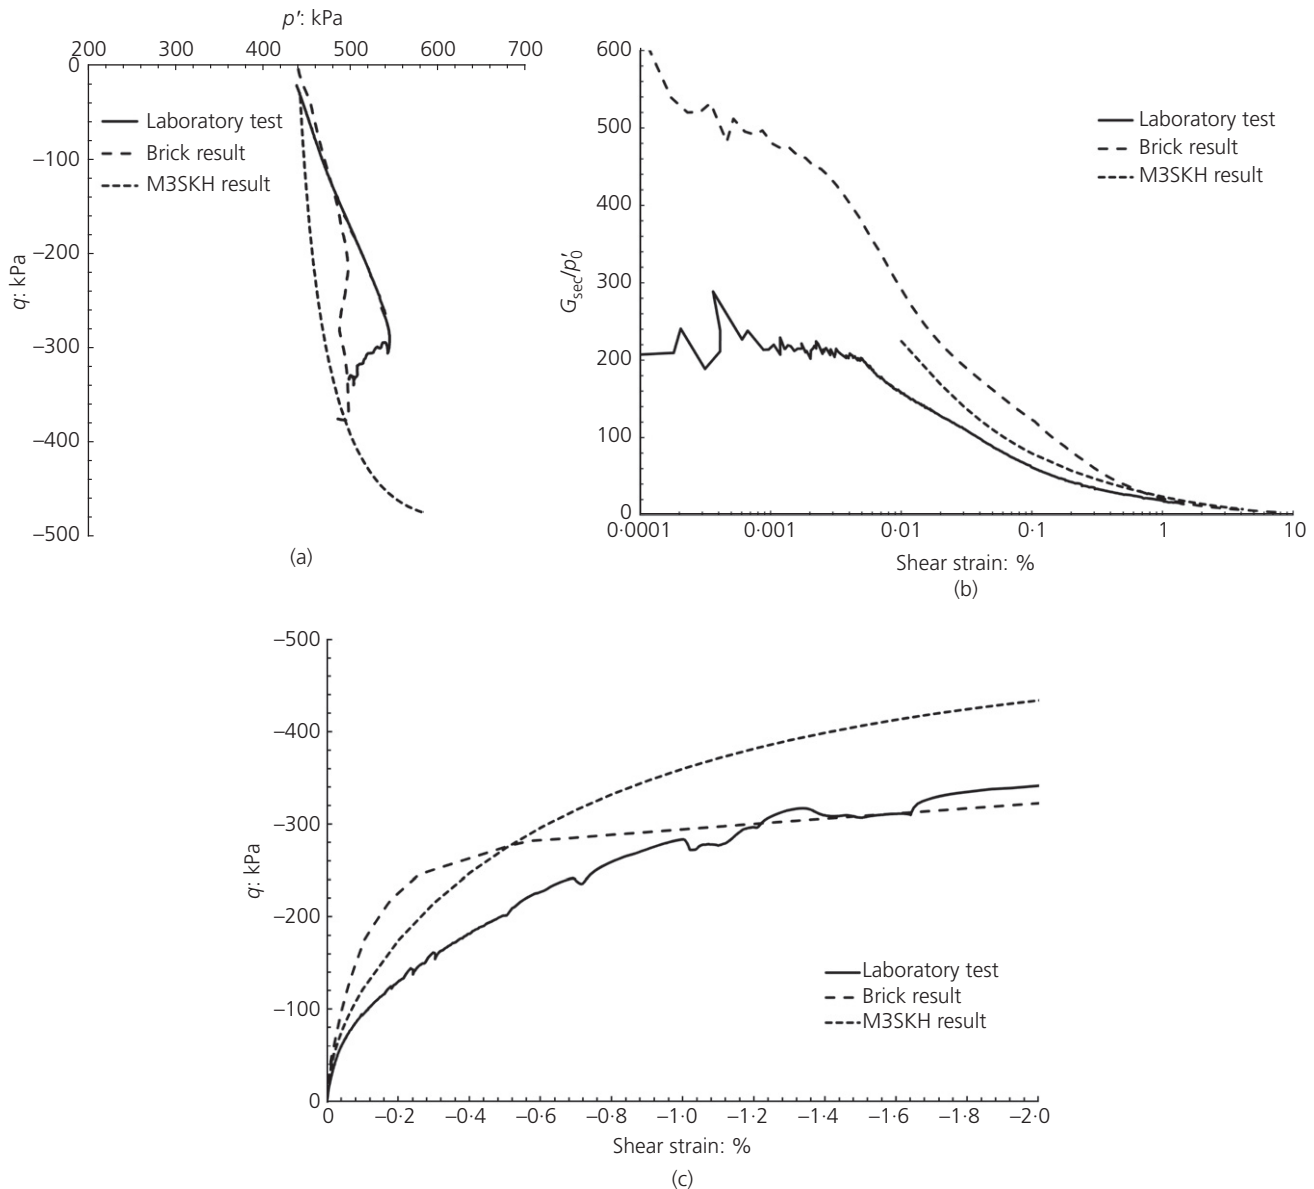 p′: kPa
200 300 400 500 600 700
0
–100
–200
–300
–400
–500
q: kPa
Laboratory test
Brick result
M3SKH result
(a)
600
500
400
300
200
100
0
G_sec/p′_0
Laboratory test
Brick result
M3SKH result
0·0001 0·001 0·01 0·1 1 10
Shear strain: %
(b)
–500
–400
–300
–200
–100
0
q: kPa
Laboratory test
Brick result
M3SKH result
0 –0·2 –0·4 –0·6 –0·8 –1·0 –1·2 –1·4 –1·6 –1·8 –2·0
Shear strain: %
(c)